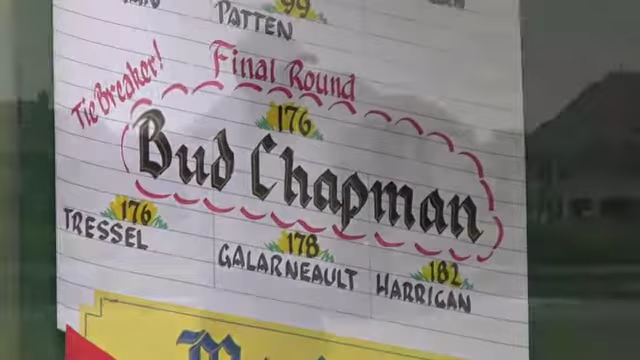 99
PATTEN
Final Round
Tie Breaker!
176
Bud Chapman
176
TRESSEL
178
GALARNEAULT
182
HARRIGAN